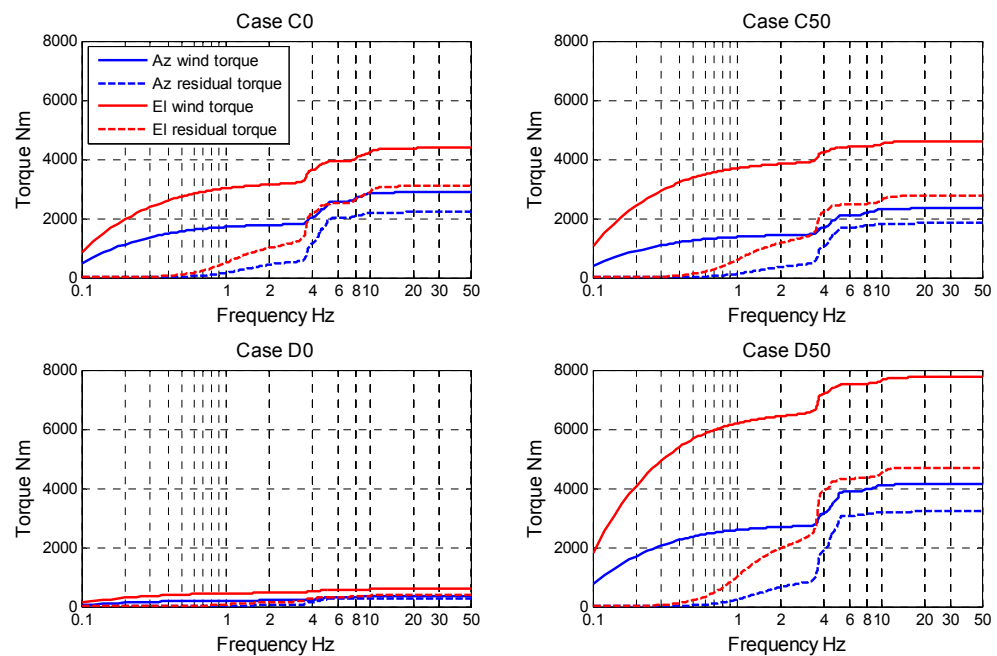 Case C0
8000
6000
4000
2000
0
Torque Nm
Az wind torque
Az residual torque
El wind torque
El residual torque
0.1 1 2 4 6 8 10 20 30 50
Frequency Hz
Case C50
8000
6000
4000
2000
0
Torque Nm
0.1 1 2 4 6 8 10 20 30 50
Frequency Hz
Case D0
8000
6000
4000
2000
0
Torque Nm
0.1 1 2 4 6 8 10 20 30 50
Frequency Hz
Case D50
8000
6000
4000
2000
0
Torque Nm
0.1 1 2 4 6 8 10 20 30 50
Frequency Hz